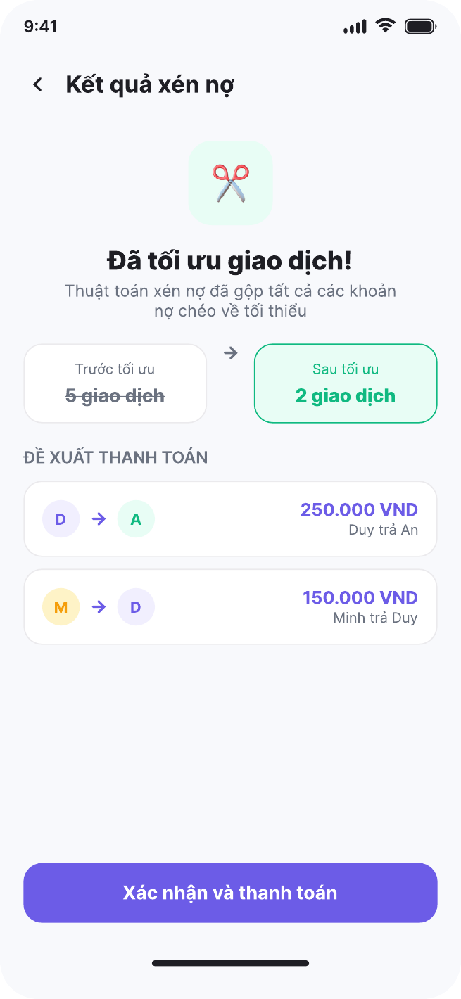 9:41
Kết quả xén nợ
Đã tối ưu giao dịch!
Thuật toán xén nợ đã gộp tất cả các khoản
nợ chéo về tối thiểu
Trước tối ưu
5 giao dịch
→
Sau tối ưu
2 giao dịch
ĐỀ XUẤT THANH TOÁN
D → A
250.000 VND
Duy trả An
M → D
150.000 VND
Minh trả Duy
Xác nhận và thanh toán